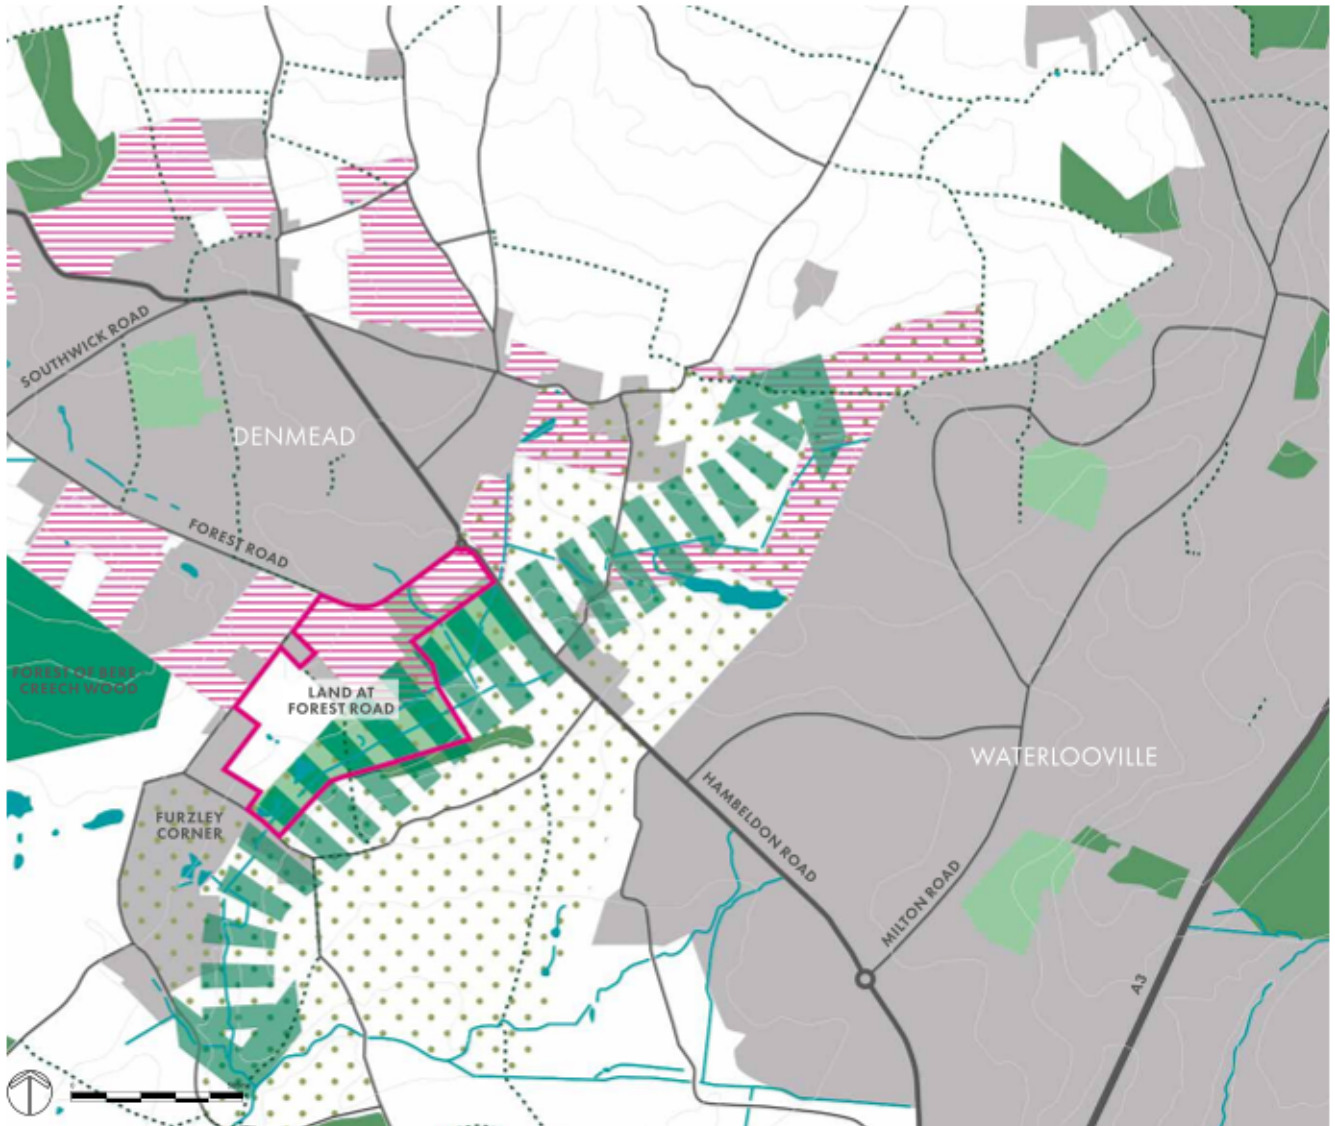 SOUTHWICK ROAD
DENMEAD
FOREST ROAD
FOREST OF BERE
CREECH WOOD
LAND AT
FOREST ROAD
WATERLOOVILLE
HAMBELDON ROAD
FURZLEY
CORNER
MILTON ROAD
A3